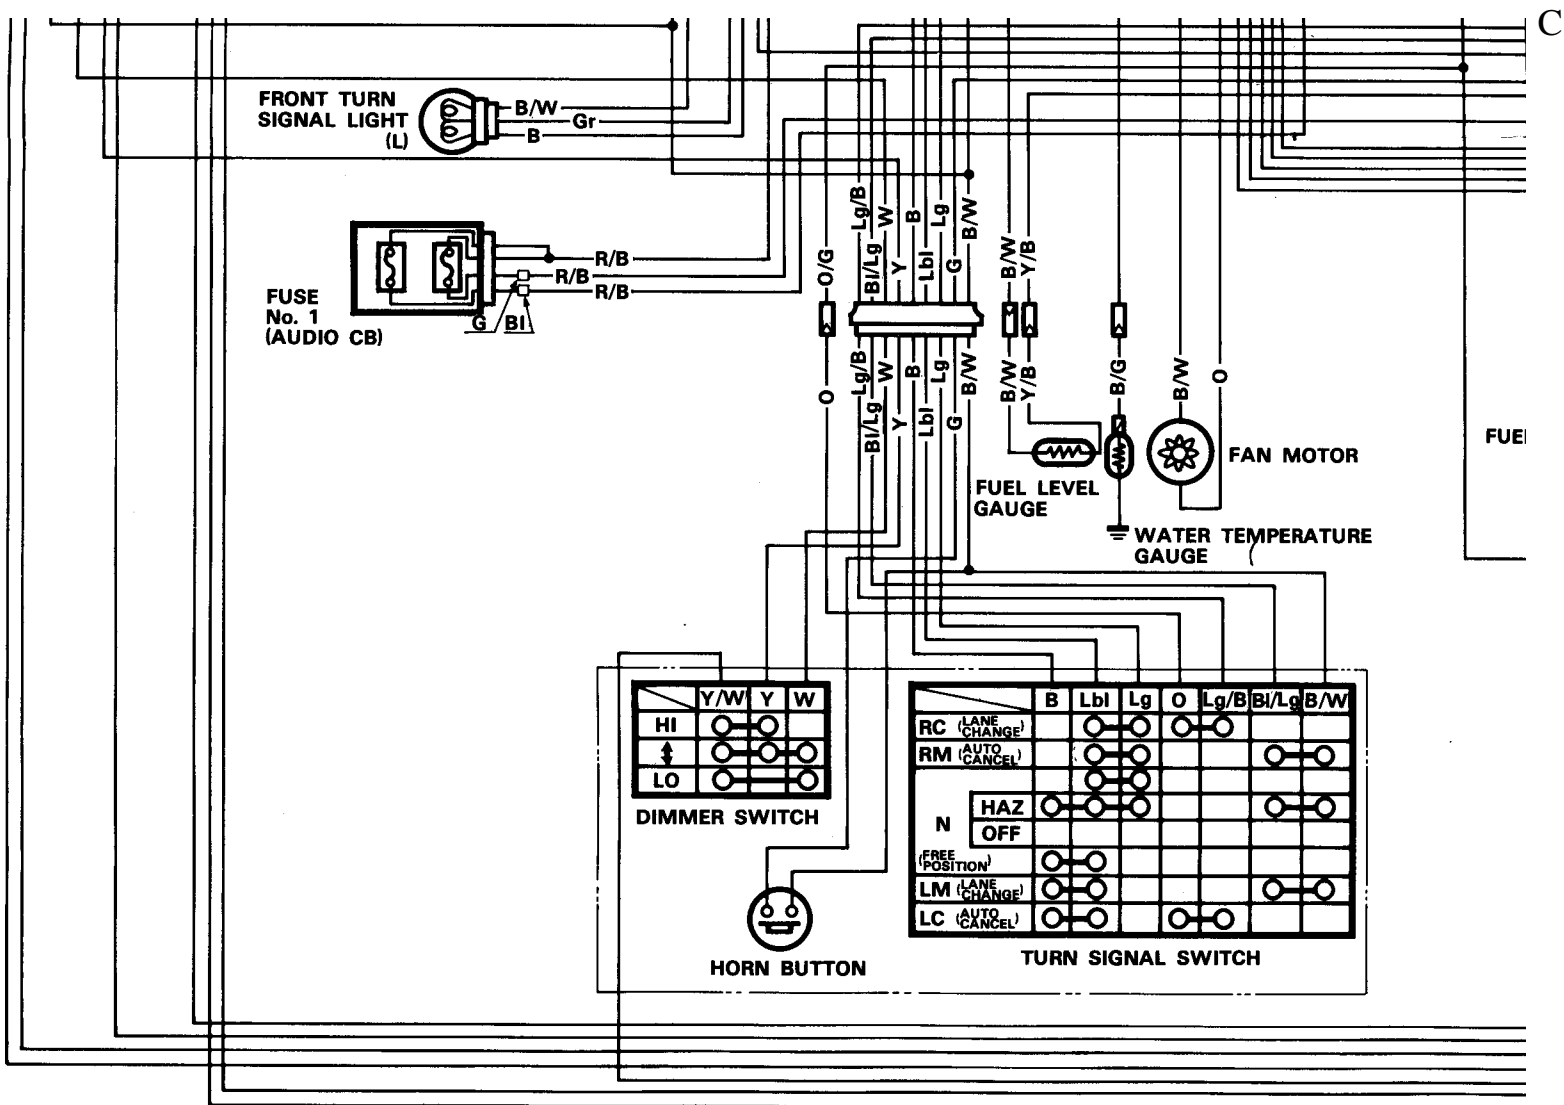 C
FRONT TURN
SIGNAL LIGHT
(L)
B/W
Gr
B
FUSE
No. 1
(AUDIO CB)
R/B
R/B
R/B
G
Bl
O/G
Lg/B
Bl/Lg
W
Y
B
Lbl
Lg
G
B/W
B/W
Y/B
O
Lg/B
Bl/Lg
W
Y
B
Lbl
Lg
G
B/W
B/W
Y/B
B/G
B/W
O
FUEL LEVEL
GAUGE
WATER TEMPERATURE
GAUGE
FAN MOTOR
Y/W Y W
HI
LO
DIMMER SWITCH
HORN BUTTON
B Lbl Lg O Lg/B Bl/Lg B/W
RC (LANE CHANGE)
RM (AUTO CANCEL)
N
HAZ
OFF
(FREE POSITION)
LM (LANE CHANGE)
LC (AUTO CANCEL)
TURN SIGNAL SWITCH